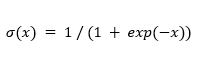 σ(x) = 1 / (1 + exp(−x))